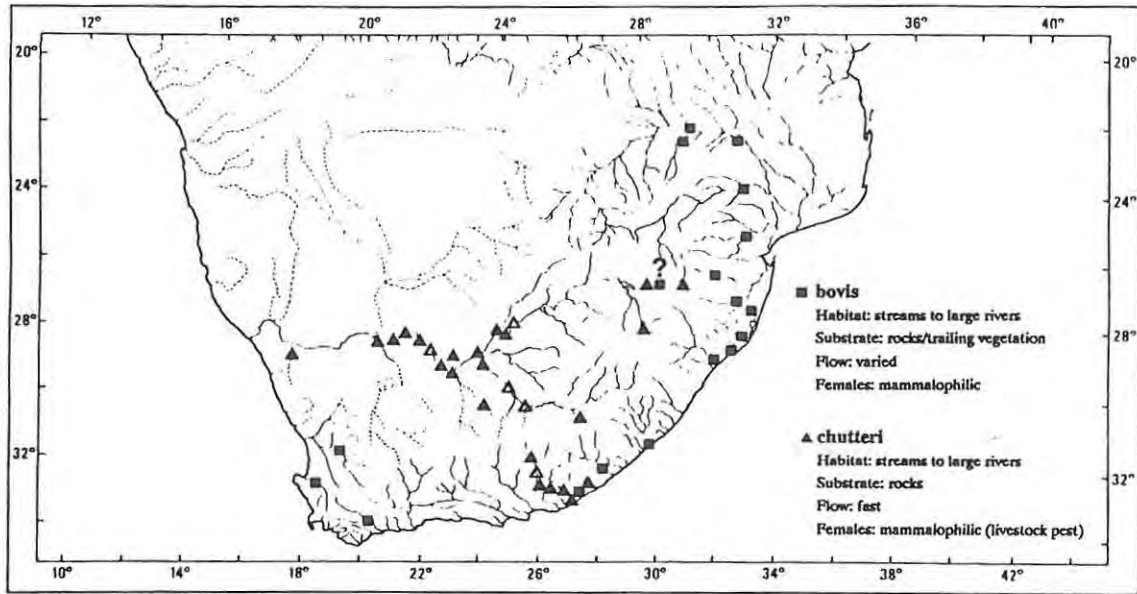 12° 16° 20° 24° 28° 32° 36° 40°
20° 20°
24° 24°
?
28° 28°
32° 32°
bovis
Habitat: streams to large rivers
Substrate: rocks/trailing vegetation
Flow: varied
Females: mammalophilic
chutteri
Habitat: streams to large rivers
Substrate: rocks
Flow: fast
Females: mammalophilic (livestock pest)
10° 14° 18° 22° 26° 30° 34° 38° 42°